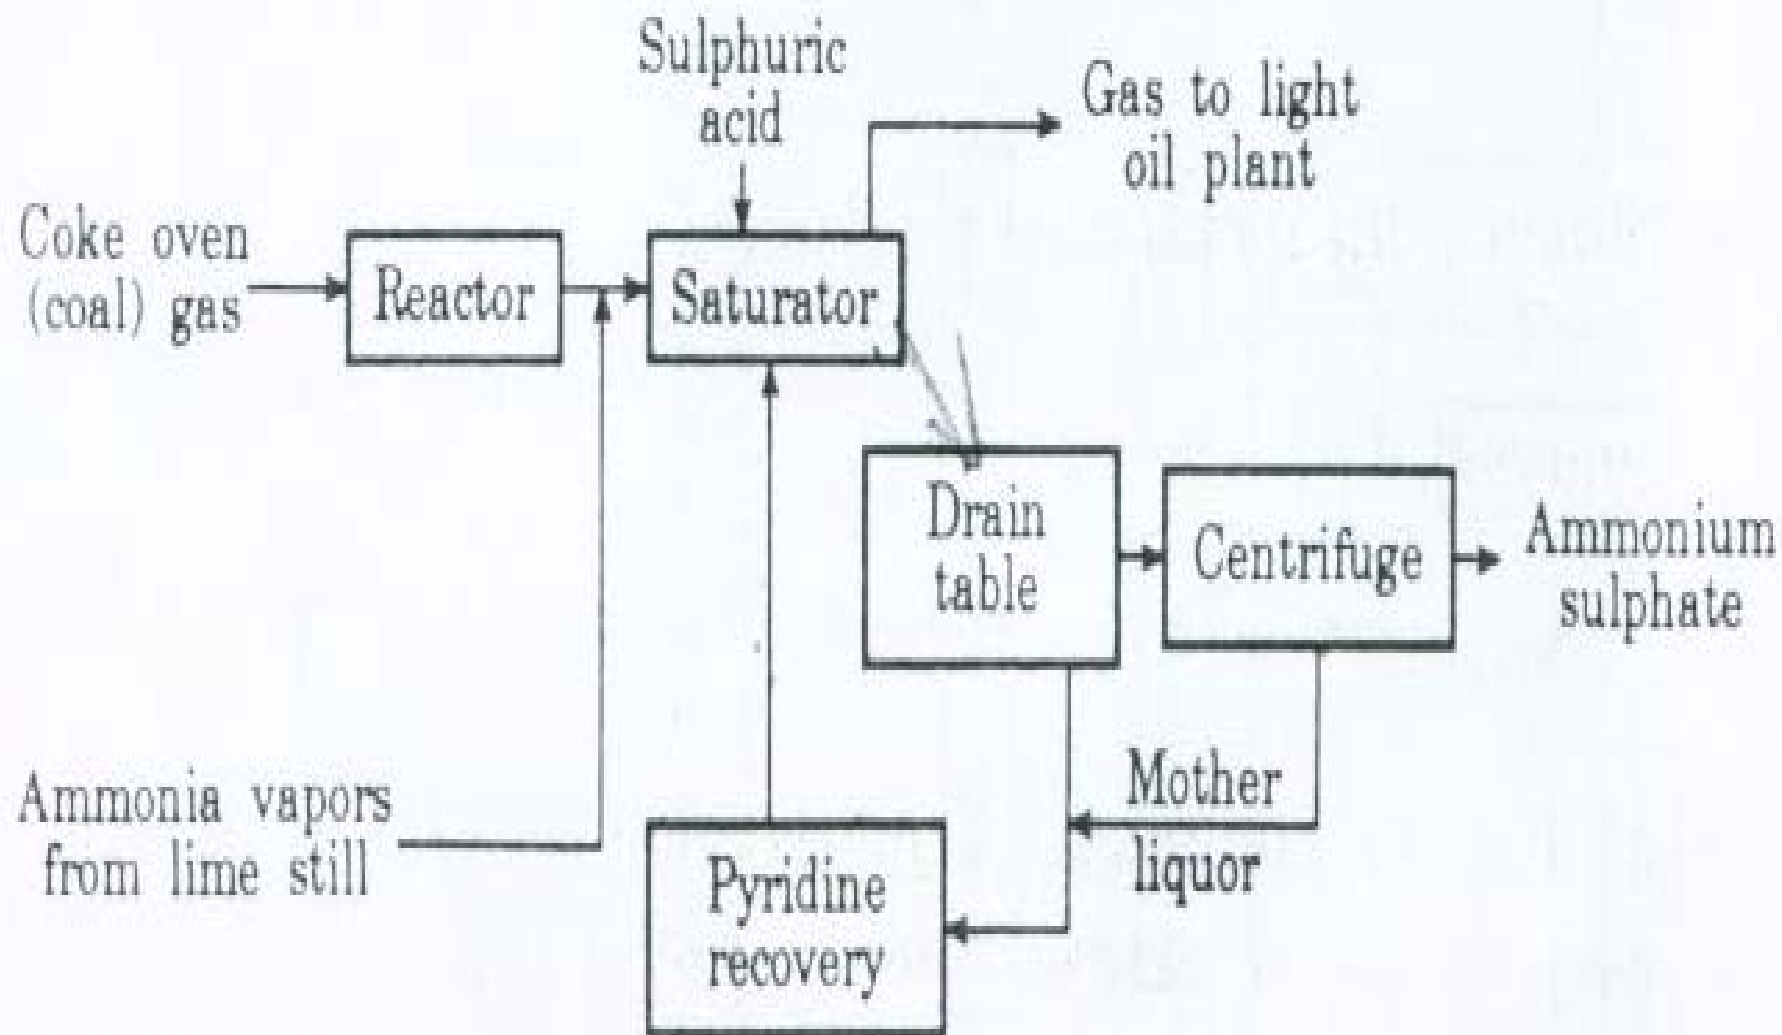 Sulphuric
acid
Gas to light
oil plant
Coke oven
(coal) gas
Reactor
Saturator
Drain
table
Centrifuge
Ammonium
sulphate
Mother
liquor
Ammonia vapors
from lime still
Pyridine
recovery